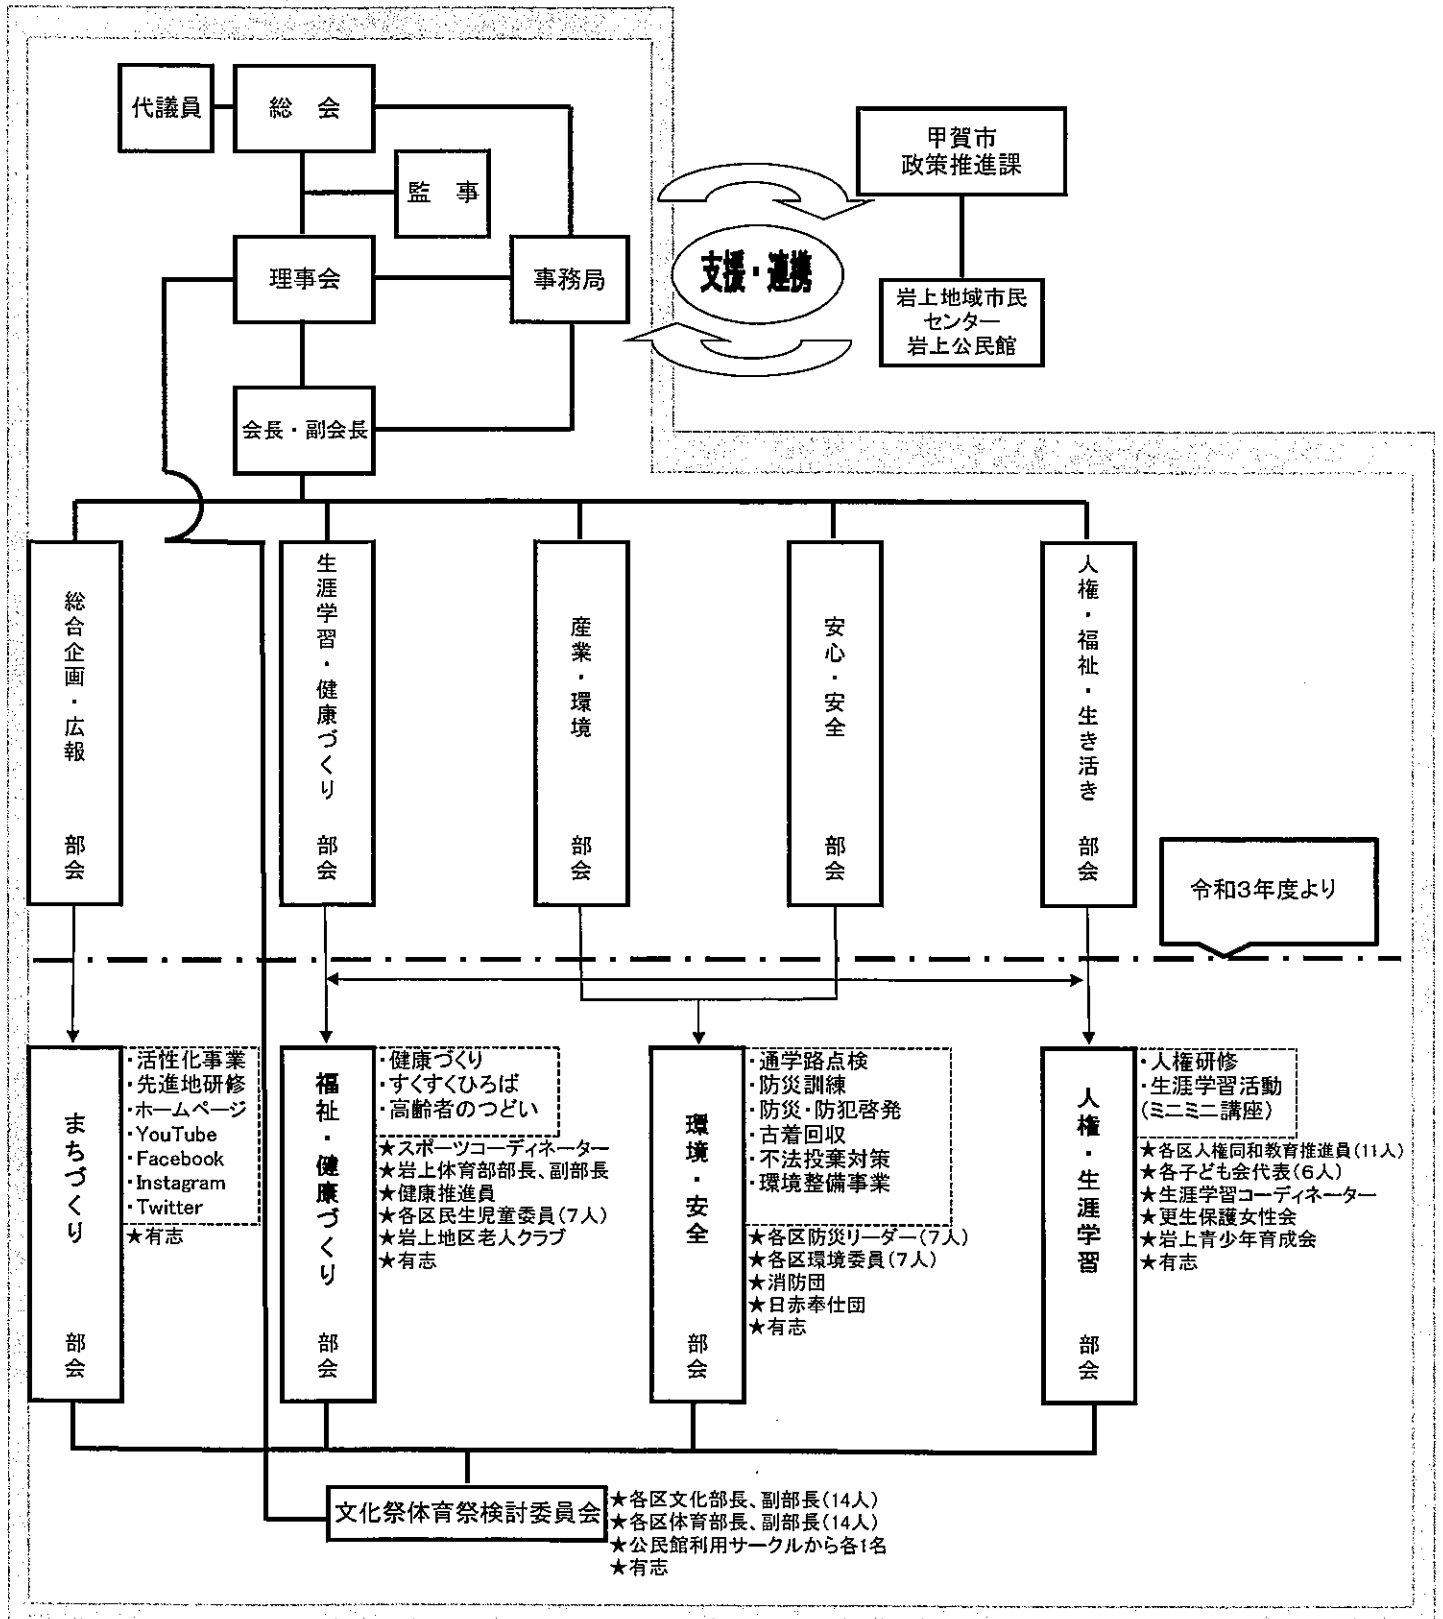 代議員
総　会
監　事
理事会
事務局
会長・副会長
支援・連携
甲賀市
政策推進課
岩上地域市民
センター
岩上公民館
総合企画・広報　部会
生涯学習・健康づくり　部会
産業・環境　部会
安心・安全　部会
人権・福祉・生き活き　部会
令和3年度より
まちづくり　部会
・活性化事業
・先進地研修
・ホームページ
・YouTube
・Facebook
・Instagram
・Twitter
★有志
福祉・健康づくり　部会
・健康づくり
・すくすくひろば
・高齢者のつどい
★スポーツコーディネーター
★岩上体育部部長、副部長
★健康推進員
★各区民生児童委員(7人)
★岩上地区老人クラブ
★有志
環境・安全　部会
・通学路点検
・防災訓練
・防災・防犯啓発
・古着回収
・不法投棄対策
・環境整備事業
★各区防災リーダー(7人)
★各区環境委員(7人)
★消防団
★日赤奉仕団
★有志
人権・生涯学習　部会
・人権研修
・生涯学習活動
(ミニミニ講座)
★各区人権同和教育推進員(11人)
★各子ども会代表(6人)
★生涯学習コーディネーター
★更生保護女性会
★岩上青少年育成会
★有志
文化祭体育祭検討委員会
★各区文化部長、副部長(14人)
★各区体育部長、副部長(14人)
★公民館利用サークルから各1名
★有志